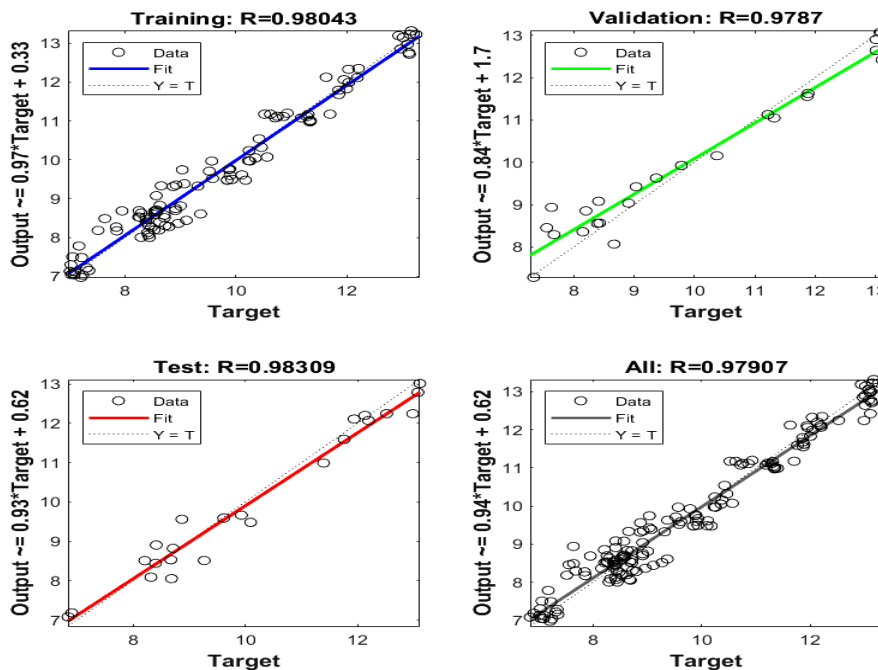 Training: R=0.98043
Output ~= 0.97*Target + 0.33
13
12
11
10
9
8
7
Data
Fit
Y = T
8
10
12
Target
Validation: R=0.9787
Output ~= 0.84*Target + 1.7
13
12
11
10
9
8
Data
Fit
Y = T
8
9
10
11
12
13
Target
Test: R=0.98309
Output ~= 0.93*Target + 0.62
13
12
11
10
9
8
7
Data
Fit
Y = T
8
10
12
Target
All: R=0.97907
Output ~= 0.94*Target + 0.62
13
12
11
10
9
8
7
Data
Fit
Y = T
8
10
12
Target